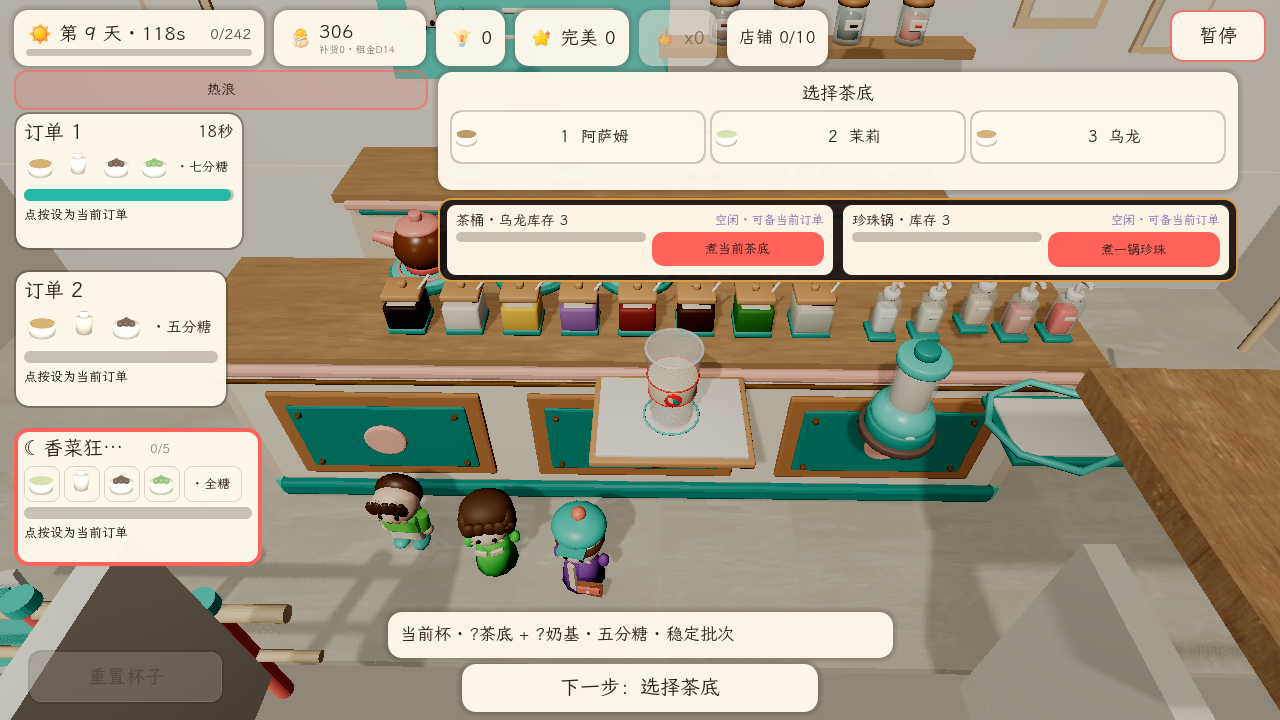 第 9 天・118s
0/242
306
补货0・租金D14
0
完美 0
x0
店铺 0/10
暂停
热浪
选择茶底
1 阿萨姆
2 茉莉
3 乌龙
订单 1
18秒
・七分糖
点按设为当前订单
茶桶・乌龙库存 3
空闲・可备当前订单
煮当前茶底
珍珠锅・库存 3
空闲・可备当前订单
煮一锅珍珠
订单 2
・五分糖
点按设为当前订单
☾ 香菜狂…
0/5
・全糖
点按设为当前订单
当前杯・?茶底 + ?奶基・五分糖・稳定批次
重置杯子
下一步: 选择茶底